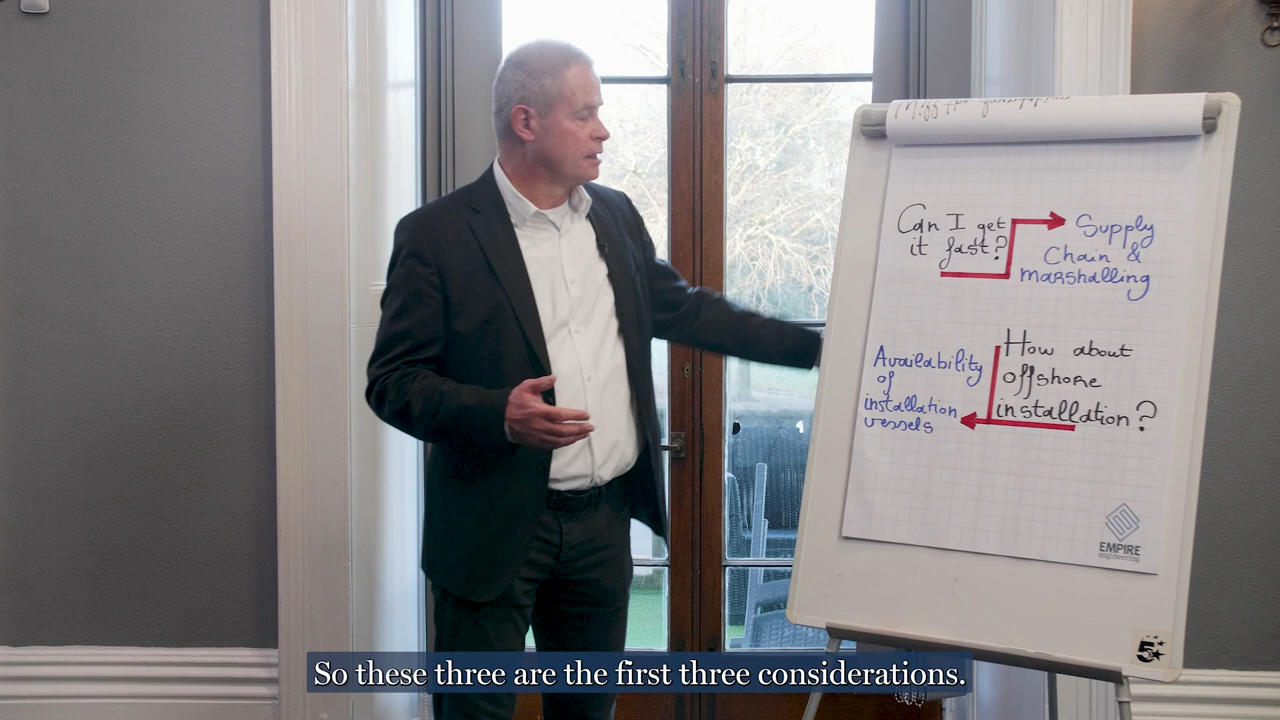 Can I get
it fast?
Supply
Chain &
marshalling
How about
offshore
installation?
Availability
of
installation
vessels
EMPIRE
engineering
5
So these three are the first three considerations.